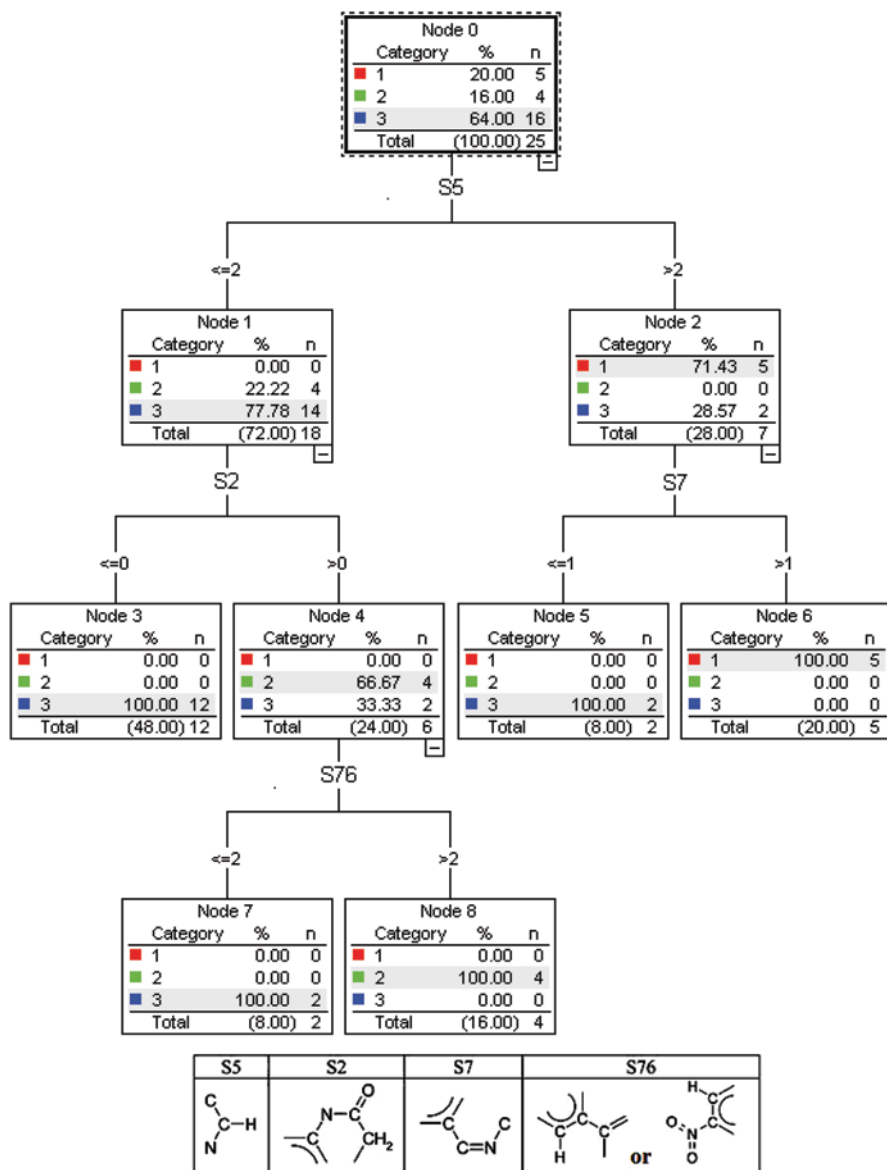 Node 0
Category % n
1 20.00 5
2 16.00 4
3 64.00 16
Total (100.00) 25
S5
<=2 >2
Node 1
Category % n
1 0.00 0
2 22.22 4
3 77.78 14
Total (72.00) 18
S2
Node 2
Category % n
1 71.43 5
2 0.00 0
3 28.57 2
Total (28.00) 7
S7
<=0 >0 <=1 >1
Node 3
Category % n
1 0.00 0
2 0.00 0
3 100.00 12
Total (48.00) 12
Node 4
Category % n
1 0.00 0
2 66.67 4
3 33.33 2
Total (24.00) 6
S76
Node 5
Category % n
1 0.00 0
2 0.00 0
3 100.00 2
Total (8.00) 2
Node 6
Category % n
1 100.00 5
2 0.00 0
3 0.00 0
Total (20.00) 5
<=2 >2
Node 7
Category % n
1 0.00 0
2 0.00 0
3 100.00 2
Total (8.00) 2
Node 8
Category % n
1 0.00 0
2 100.00 4
3 0.00 0
Total (16.00) 4
S5 S2 S7 S76
C
C–H
N
O
N–C
CH2
C
C=N
C
C C
H
or
H
C
C
O
N
O